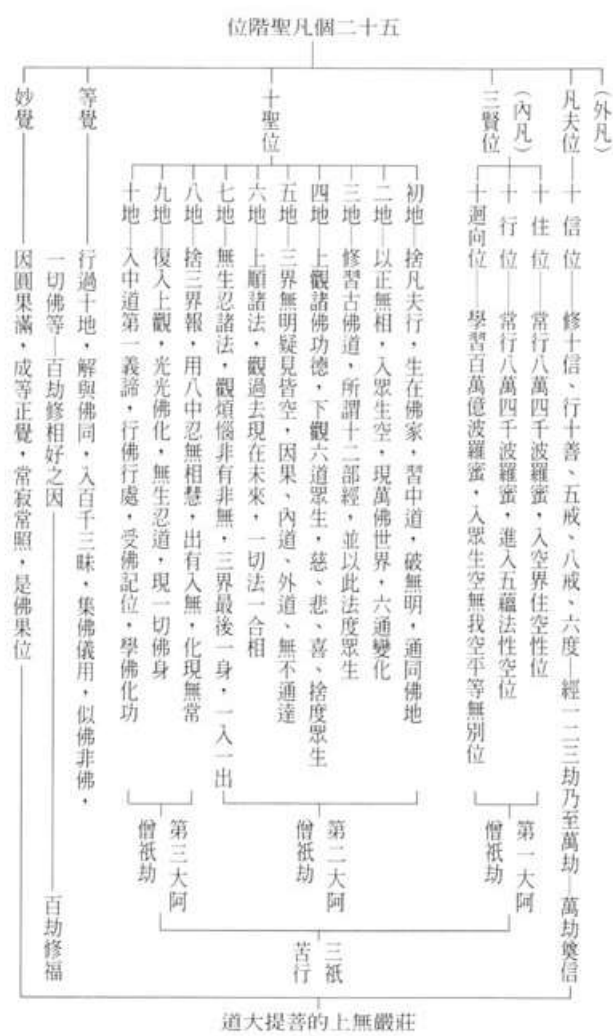 五十二個凡聖階位
(外凡)
凡夫位
十信位
修十信、行十善、五戒、八戒、六度
經一二三劫乃至萬劫
萬劫奠信
(內凡)
三賢位
十住位
常行八萬四千波羅蜜,入空界住空性位
十行位
常行八萬四千波羅蜜,進入五蘊法性空位
十迴向位
學習百萬億波羅蜜,入眾生空無我空平等無別位
第一大阿
僧祇劫
十聖位
初地
捨凡夫行,生在佛家,習中道,破無明,通同佛地
二地
以正無相,入眾生空,現萬佛世界,六通變化
三地
修習古佛道,所謂十二部經,並以此法度眾生
四地
上觀諸佛功德,下觀六道眾生,慈、悲、喜、捨度眾生
五地
三界無明疑見皆空,因果、內道、外道、無不通達
六地
上順諸法,觀過去現在未來,一切法一合相
七地
無生忍諸法,觀煩惱非有非無,三界最後一身,一入一出
第二大阿
僧祇劫
八地
捨三界報,用八中忍無相慧,出有入無,化現無常
九地
復入上觀,光光佛化,無生忍道,現一切佛身
十地
入中道第一義諦,行佛行處,受佛記位,學佛化功
第三大阿
僧祇劫
三祇
苦行
等覺
行過十地,解與佛同,入百千三昧,集佛儀用,似佛非佛,
一切佛等
百劫修相好之因
百劫修福
妙覺
因圓果滿,成等正覺,常寂常照,是佛果位
莊嚴無上的菩提大道